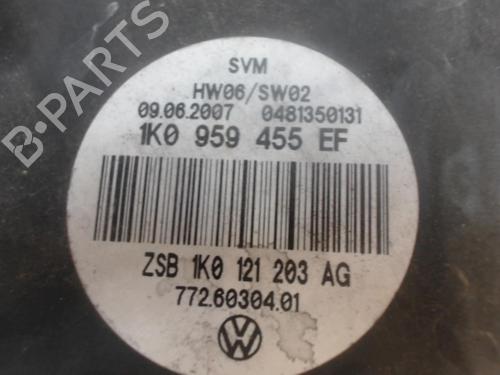 B-PARTS
SVM
HW06/SW02
09.06.2007 0481350131
1K0 959 455 EF
ZSB 1K0 121 203 AG
772.60304.01